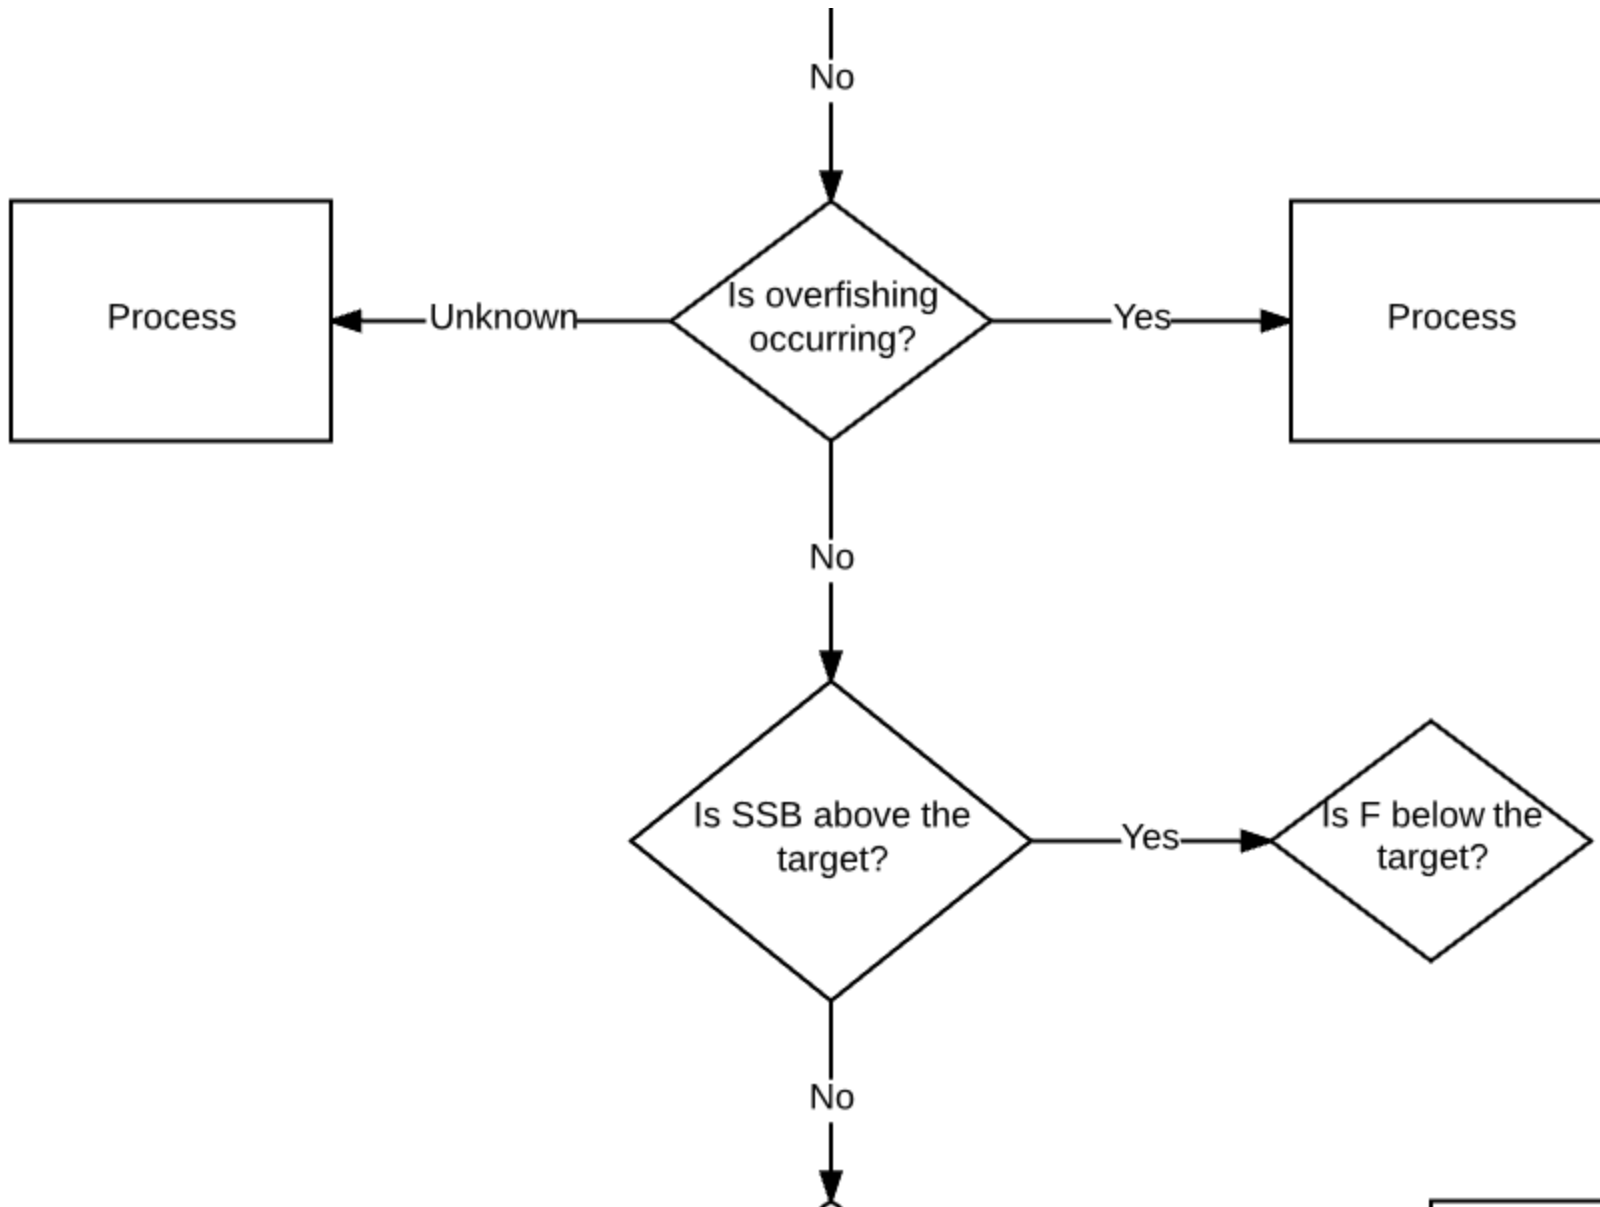 No
Process
Unknown
Is overfishing
occurring?
Yes
Process
No
Is SSB above the
target?
Yes
Is F below the
target?
No